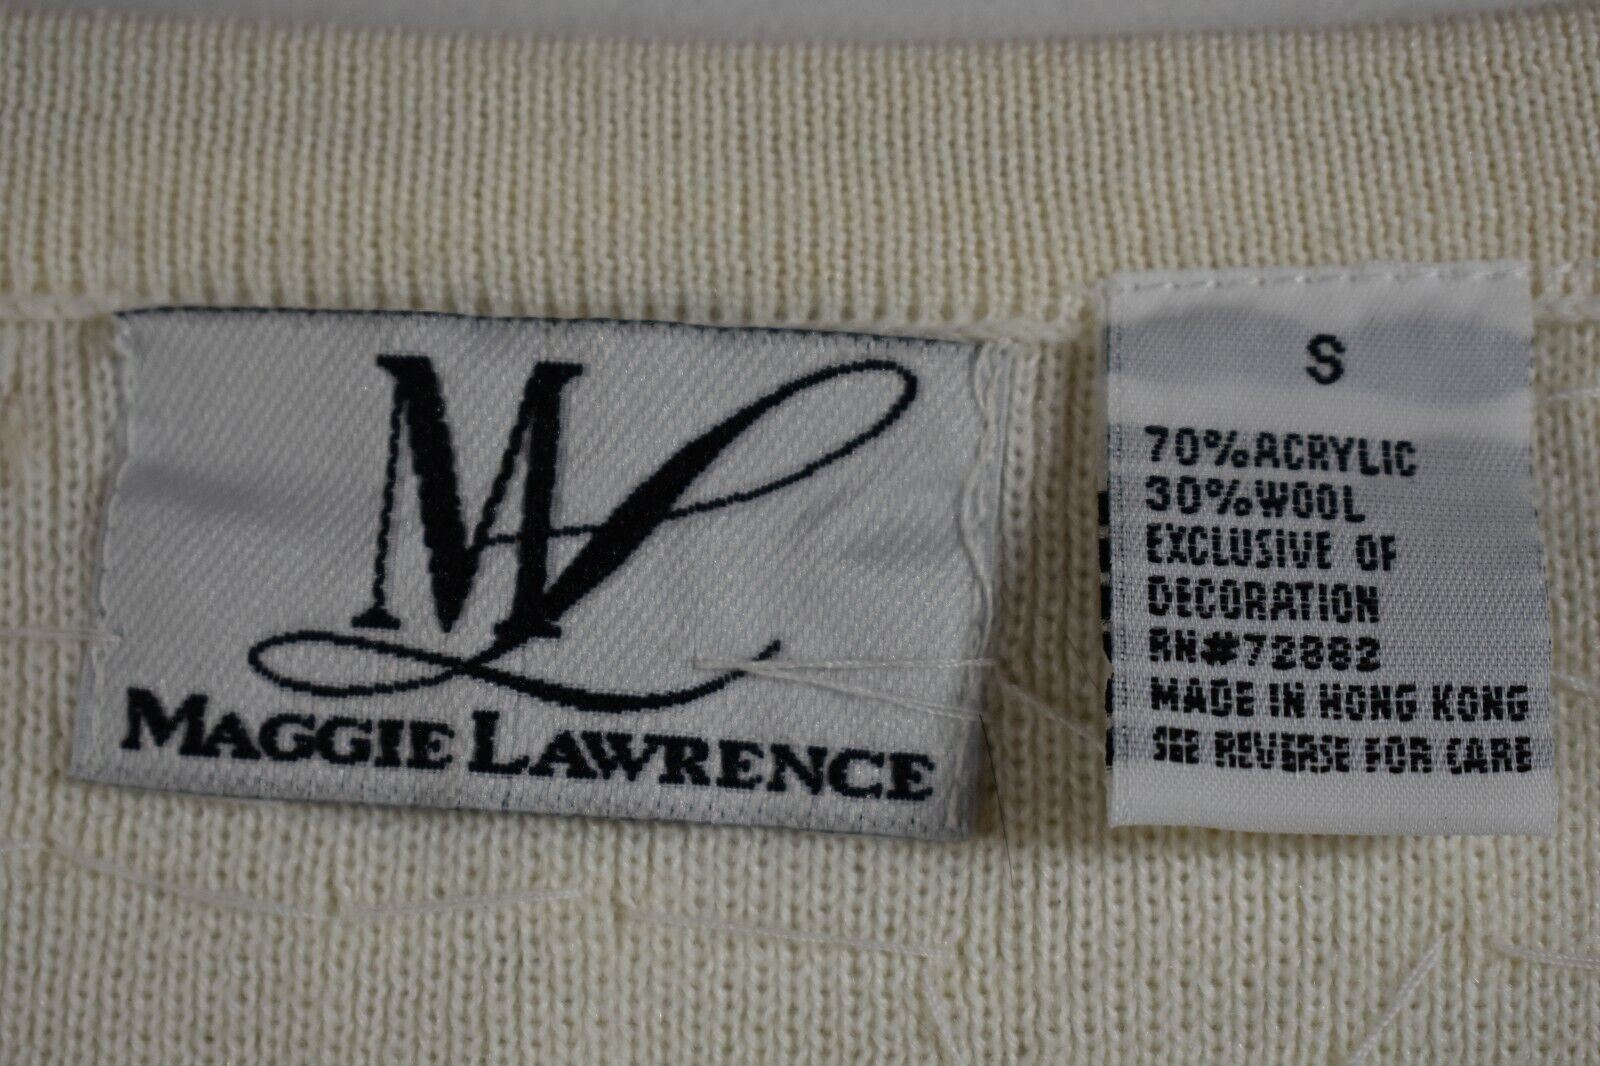 ML
MAGGIE LAWRENCE
S
70%ACRYLIC
30%WOOL
EXCLUSIVE OF
DECORATION
RN#72882
MADE IN HONG KONG
SEE REVERSE FOR CARE